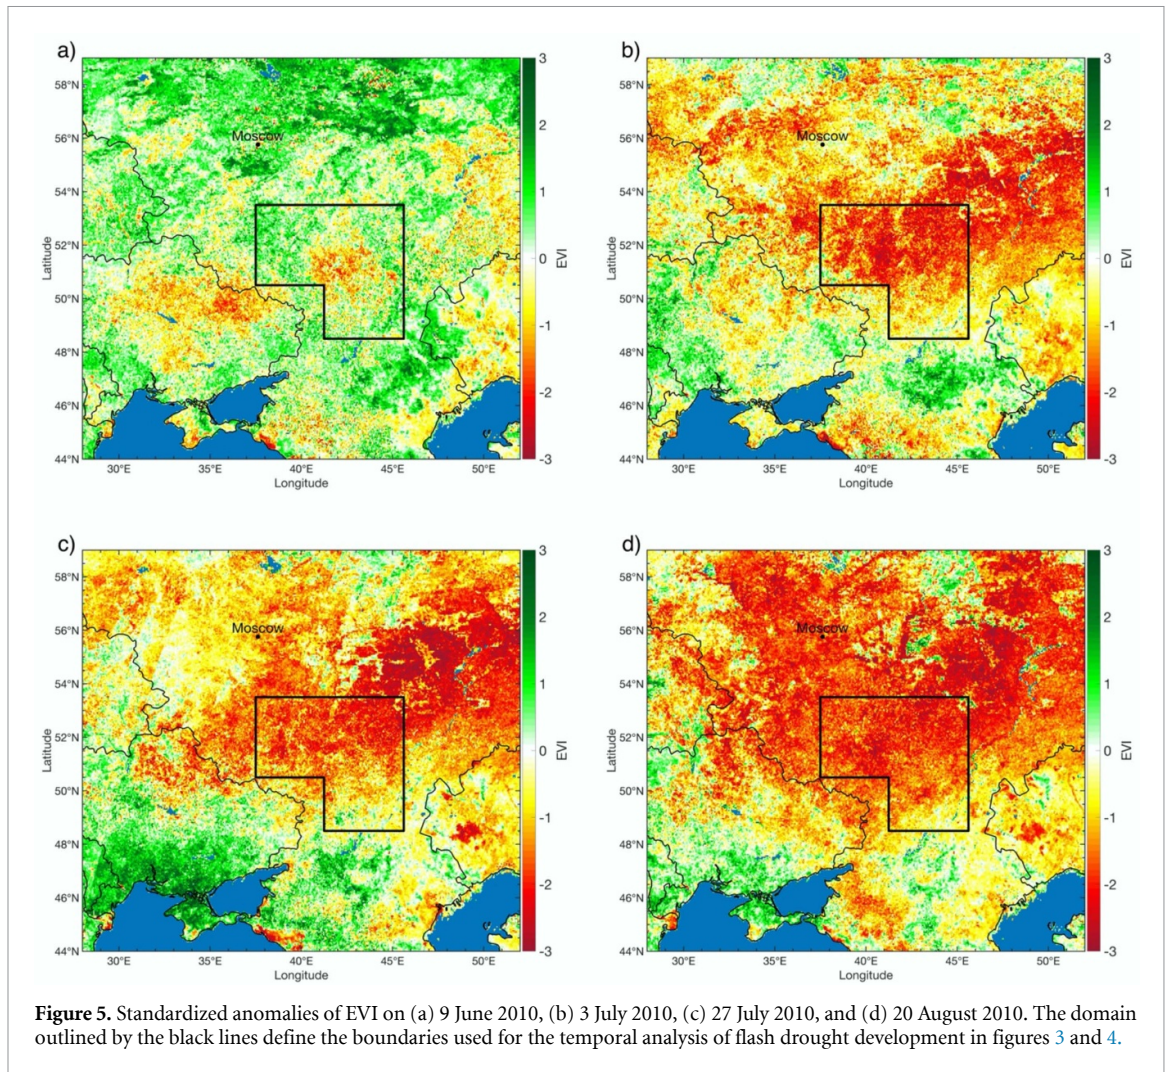 a)
58°N
56°N
54°N
52°N
50°N
48°N
46°N
44°N
Latitude
Moscow
30°E
35°E
40°E
45°E
50°E
Longitude
3
2
1
0
-1
-2
-3
EVI
b)
58°N
56°N
54°N
52°N
50°N
48°N
46°N
44°N
Latitude
Moscow
30°E
35°E
40°E
45°E
50°E
Longitude
3
2
1
0
-1
-2
-3
EVI
c)
58°N
56°N
54°N
52°N
50°N
48°N
46°N
44°N
Latitude
Moscow
30°E
35°E
40°E
45°E
50°E
Longitude
3
2
1
0
-1
-2
-3
EVI
d)
58°N
56°N
54°N
52°N
50°N
48°N
46°N
44°N
Latitude
Moscow
30°E
35°E
40°E
45°E
50°E
Longitude
3
2
1
0
-1
-2
-3
EVI
Figure 5. Standardized anomalies of EVI on (a) 9 June 2010, (b) 3 July 2010, (c) 27 July 2010, and (d) 20 August 2010. The domain
outlined by the black lines define the boundaries used for the temporal analysis of flash drought development in figures 3 and 4.